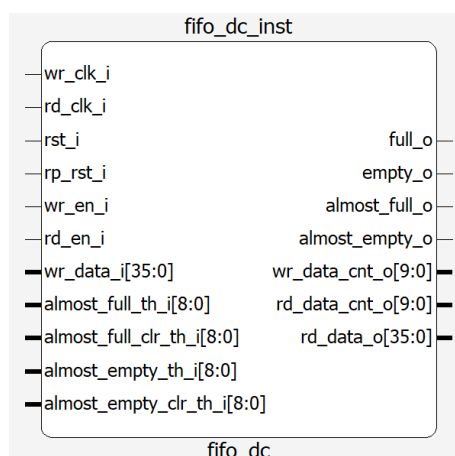 fifo_dc_inst
wr_clk_i
rd_clk_i
rst_i
full_o
rp_rst_i
empty_o
wr_en_i
almost_full_o
rd_en_i
almost_empty_o
wr_data_i[35:0]
wr_data_cnt_o[9:0]
almost_full_th_i[8:0]
rd_data_cnt_o[9:0]
almost_full_clr_th_i[8:0]
rd_data_o[35:0]
almost_empty_th_i[8:0]
almost_empty_clr_th_i[8:0]
fifo_dc